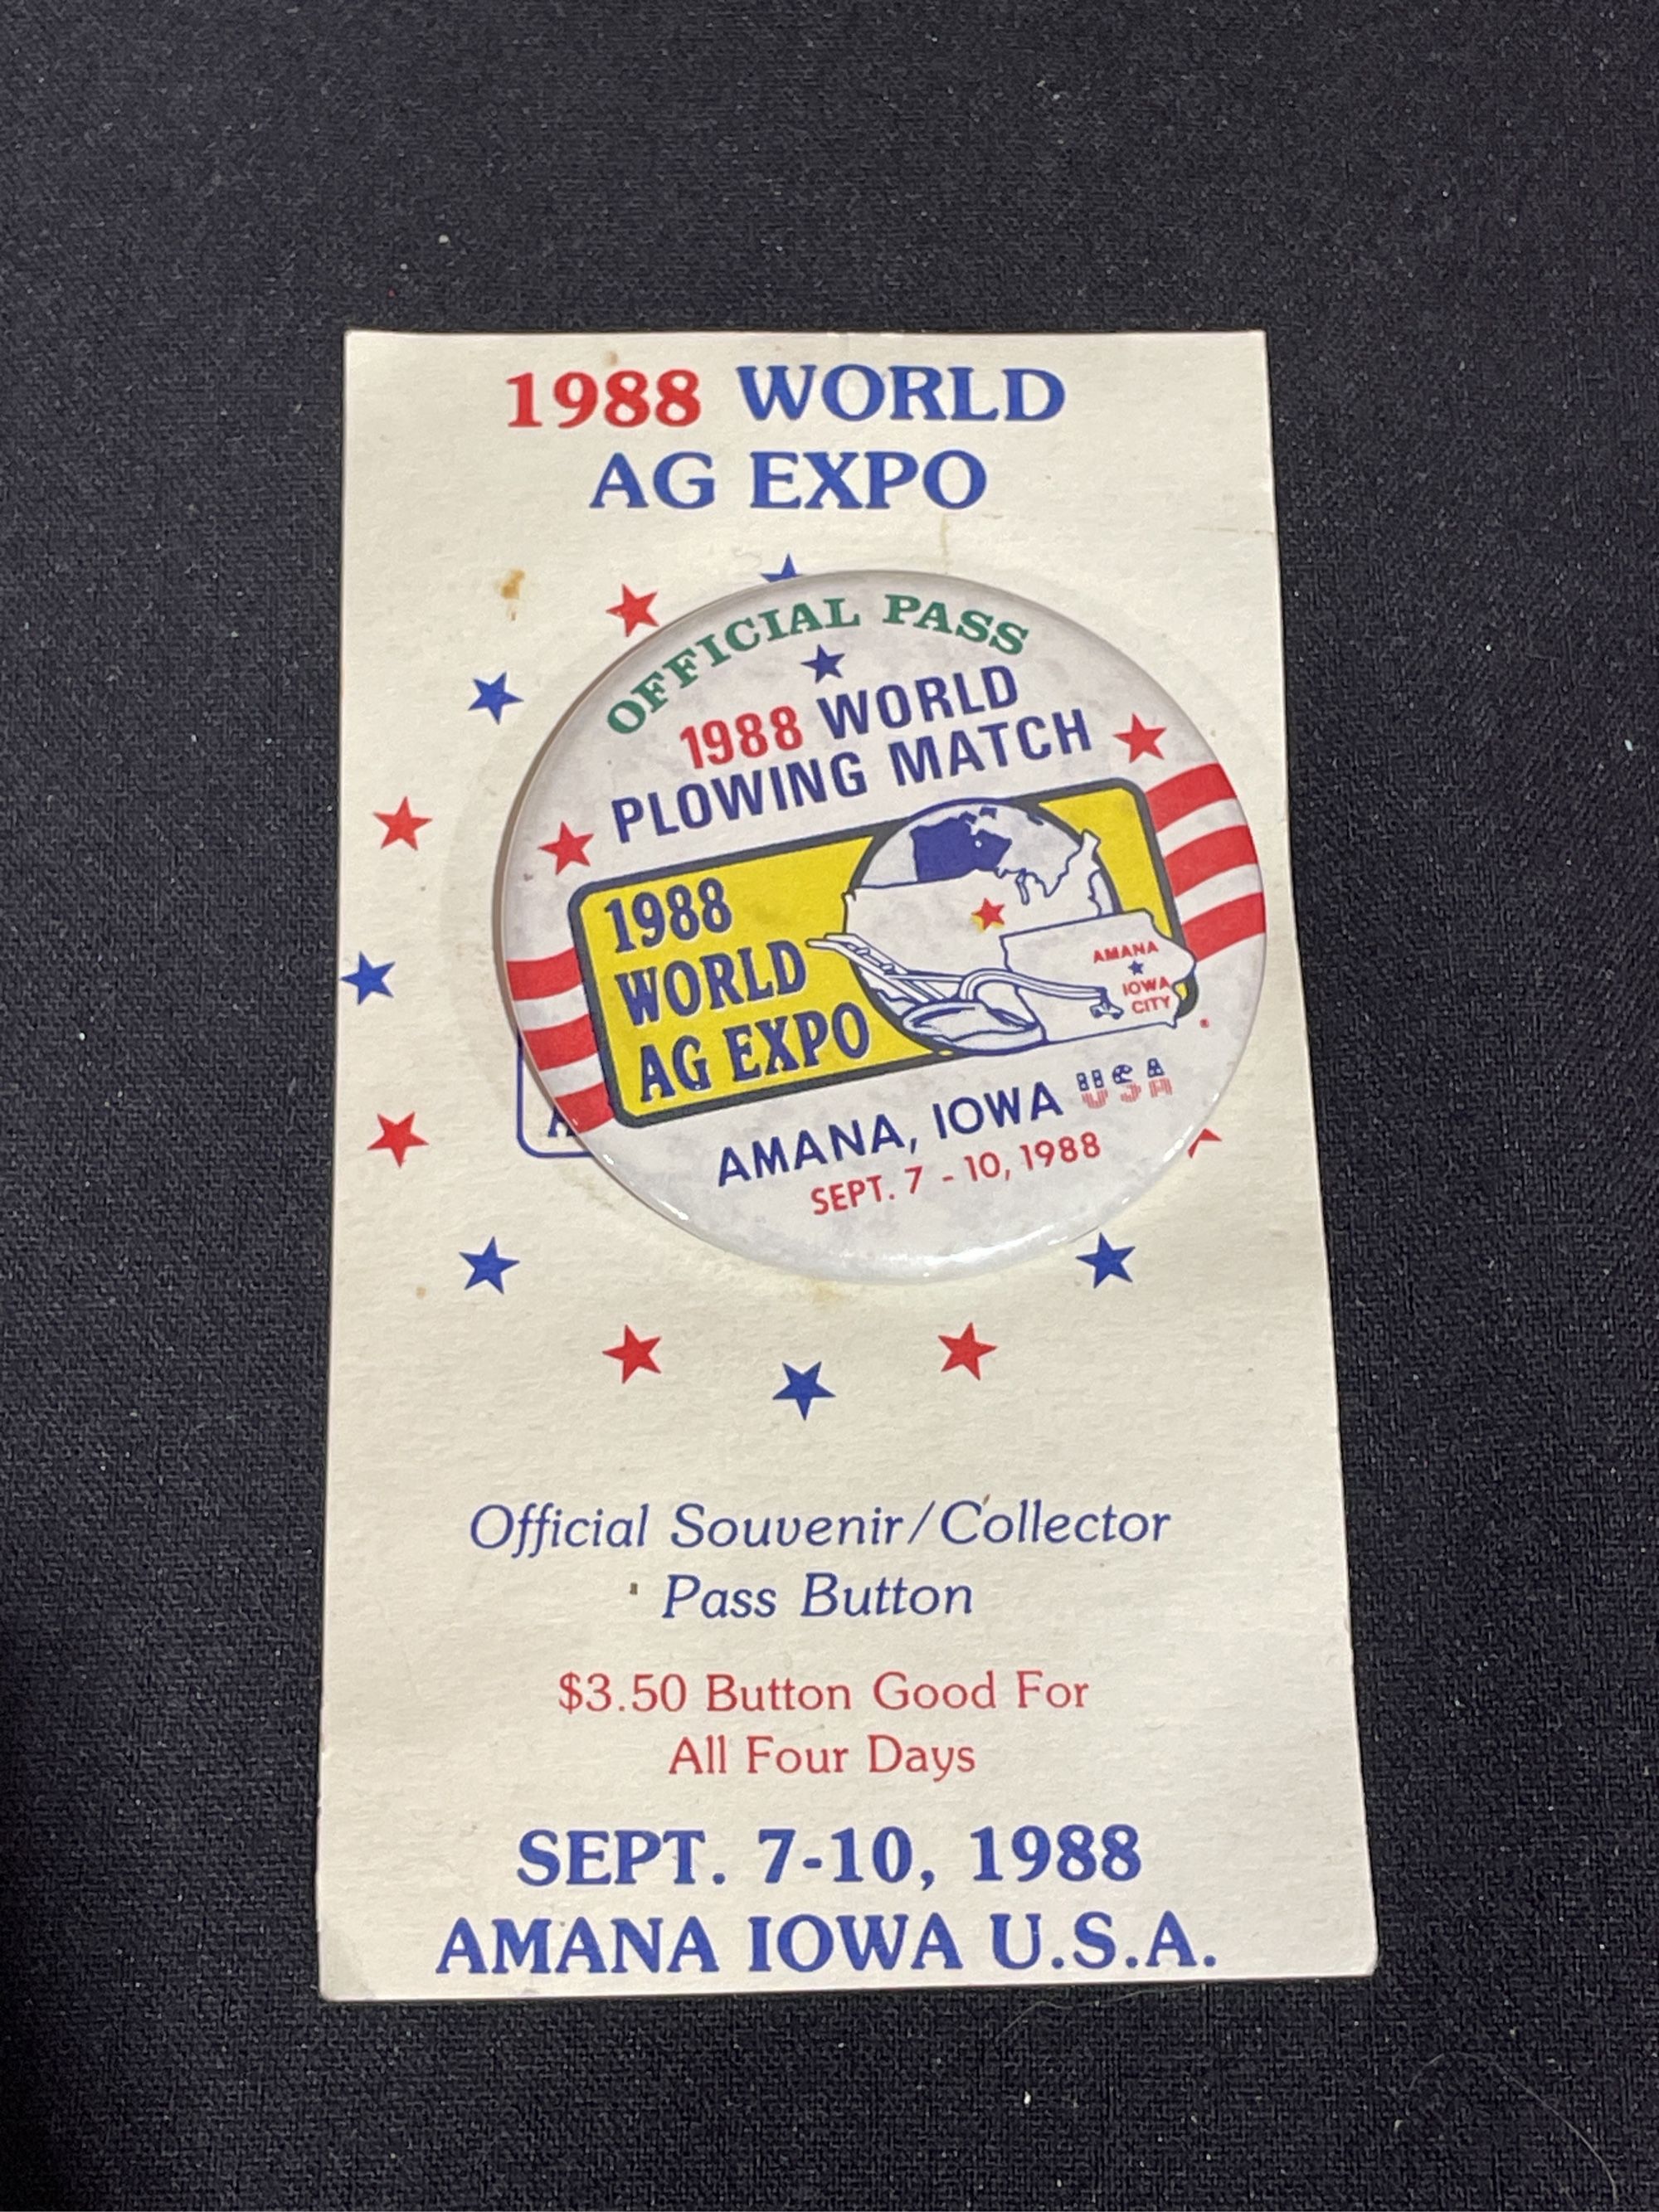 1988 WORLD
AG EXPO
OFFICIAL PASS
1988 WORLD
PLOWING MATCH
1988
WORLD
AG EXPO
AMANA
IOWA
CITY
AMANA, IOWA USA
SEPT. 7 - 10, 1988
Official Souvenir/Collector
Pass Button
$3.50 Button Good For
All Four Days
SEPT. 7-10, 1988
AMANA IOWA U.S.A.